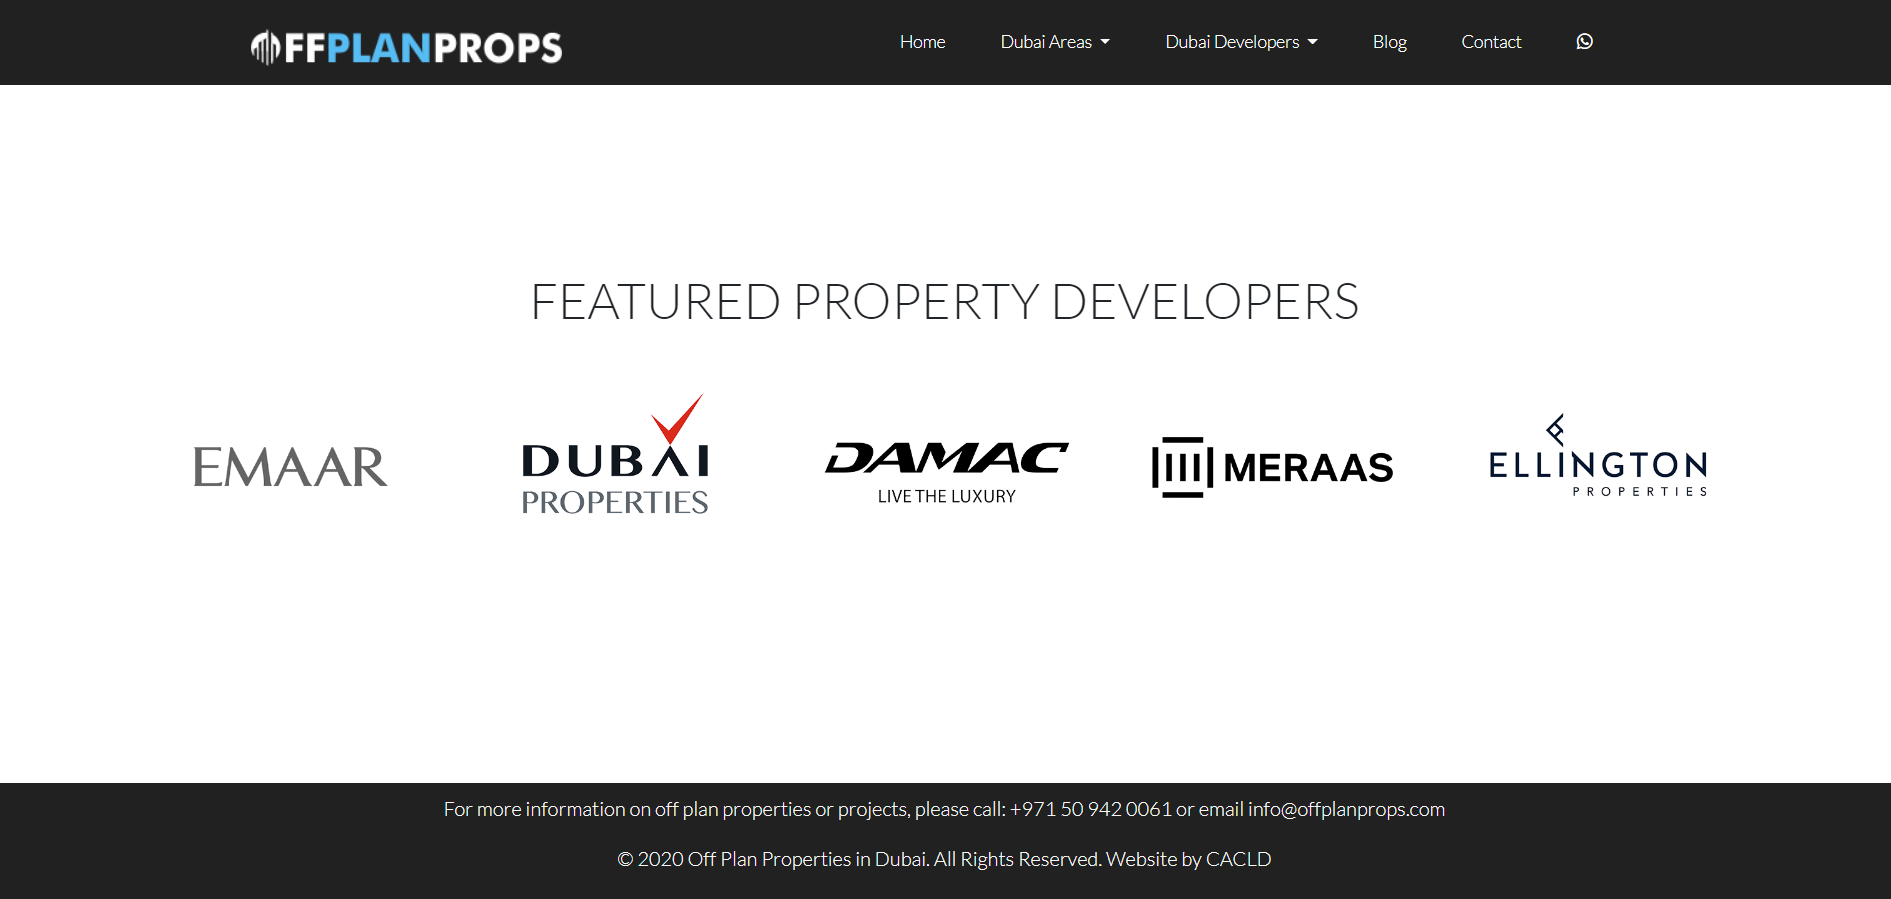 OFFPLANPROPS
Home
Dubai Areas
Dubai Developers
Blog
Contact
FEATURED PROPERTY DEVELOPERS
EMAAR
DUBAI
PROPERTIES
DAMAC
LIVE THE LUXURY
MERAAS
ELLINGTON
PROPERTIES
For more information on off plan properties or projects, please call: +971 50 942 0061 or email info@offplanprops.com
© 2020 Off Plan Properties in Dubai. All Rights Reserved. Website by CACLD